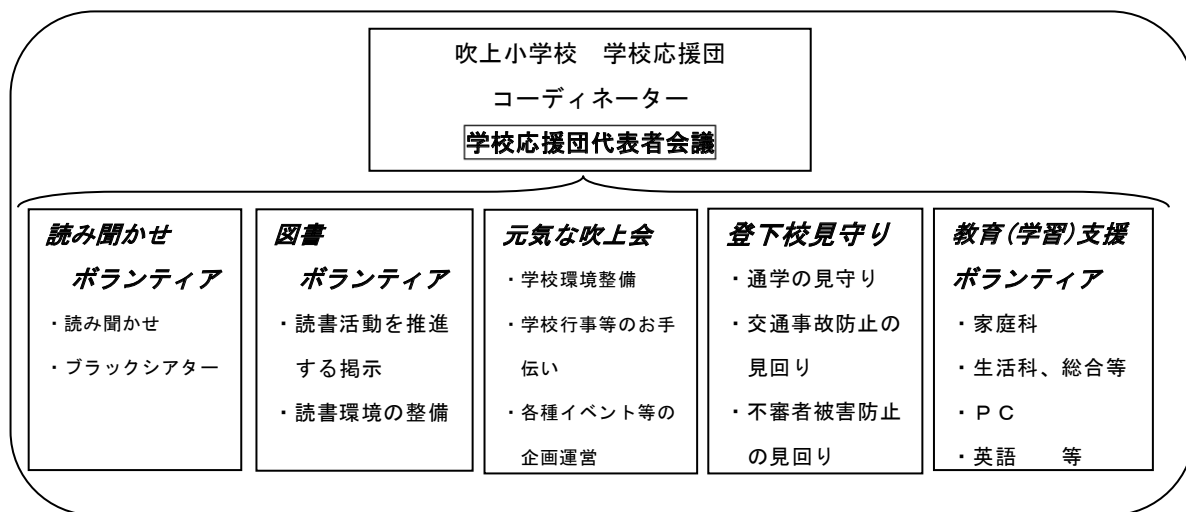 吹上小学校　学校応援団
コーディネーター
学校応援団代表者会議
読み聞かせ
ボランティア
・読み聞かせ
・ブラックシアター
図書
ボランティア
・読書活動を推進
する掲示
・読書環境の整備
元気な吹上会
・学校環境整備
・学校行事等のお手
伝い
・各種イベント等の
企画運営
登下校見守り
・通学の見守り
・交通事故防止の
見回り
・不審者被害防止
の見回り
教育(学習)支援
ボランティア
・家庭科
・生活科、総合等
・ＰＣ
・英語　　等